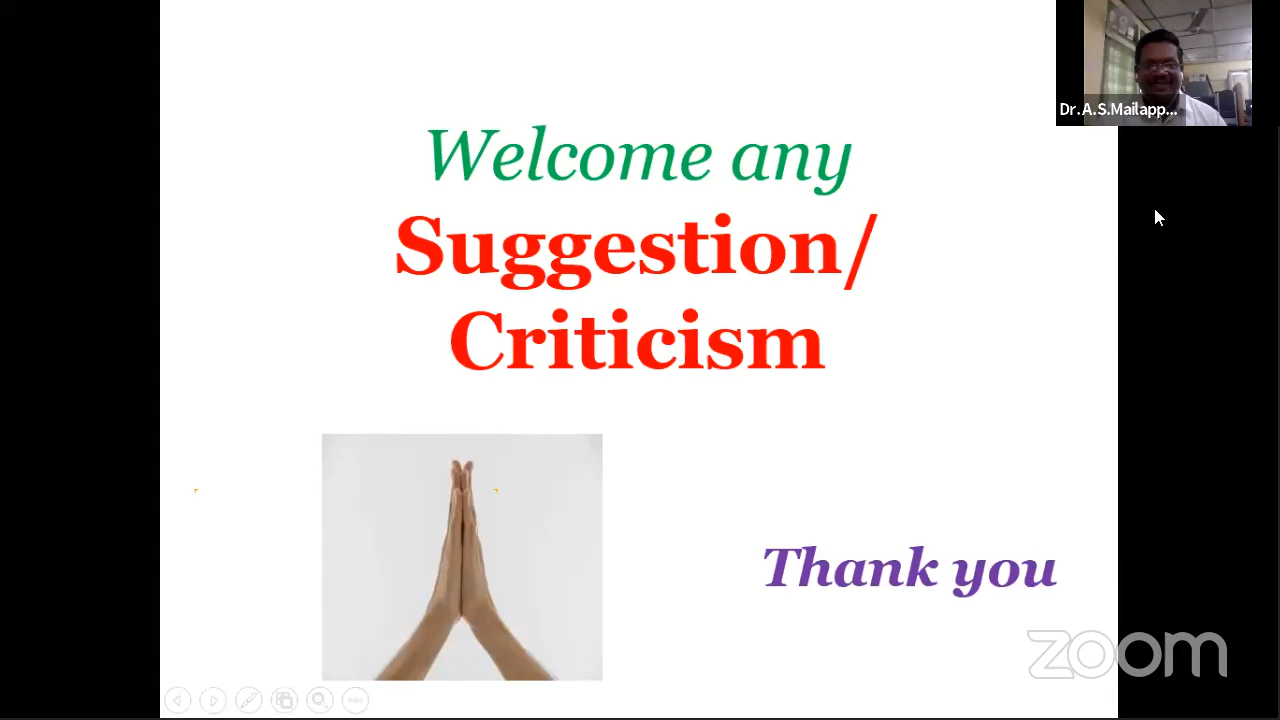 Welcome any
Suggestion/
Criticism
Thank you
Dr.A.S.Mailapp...
zoom